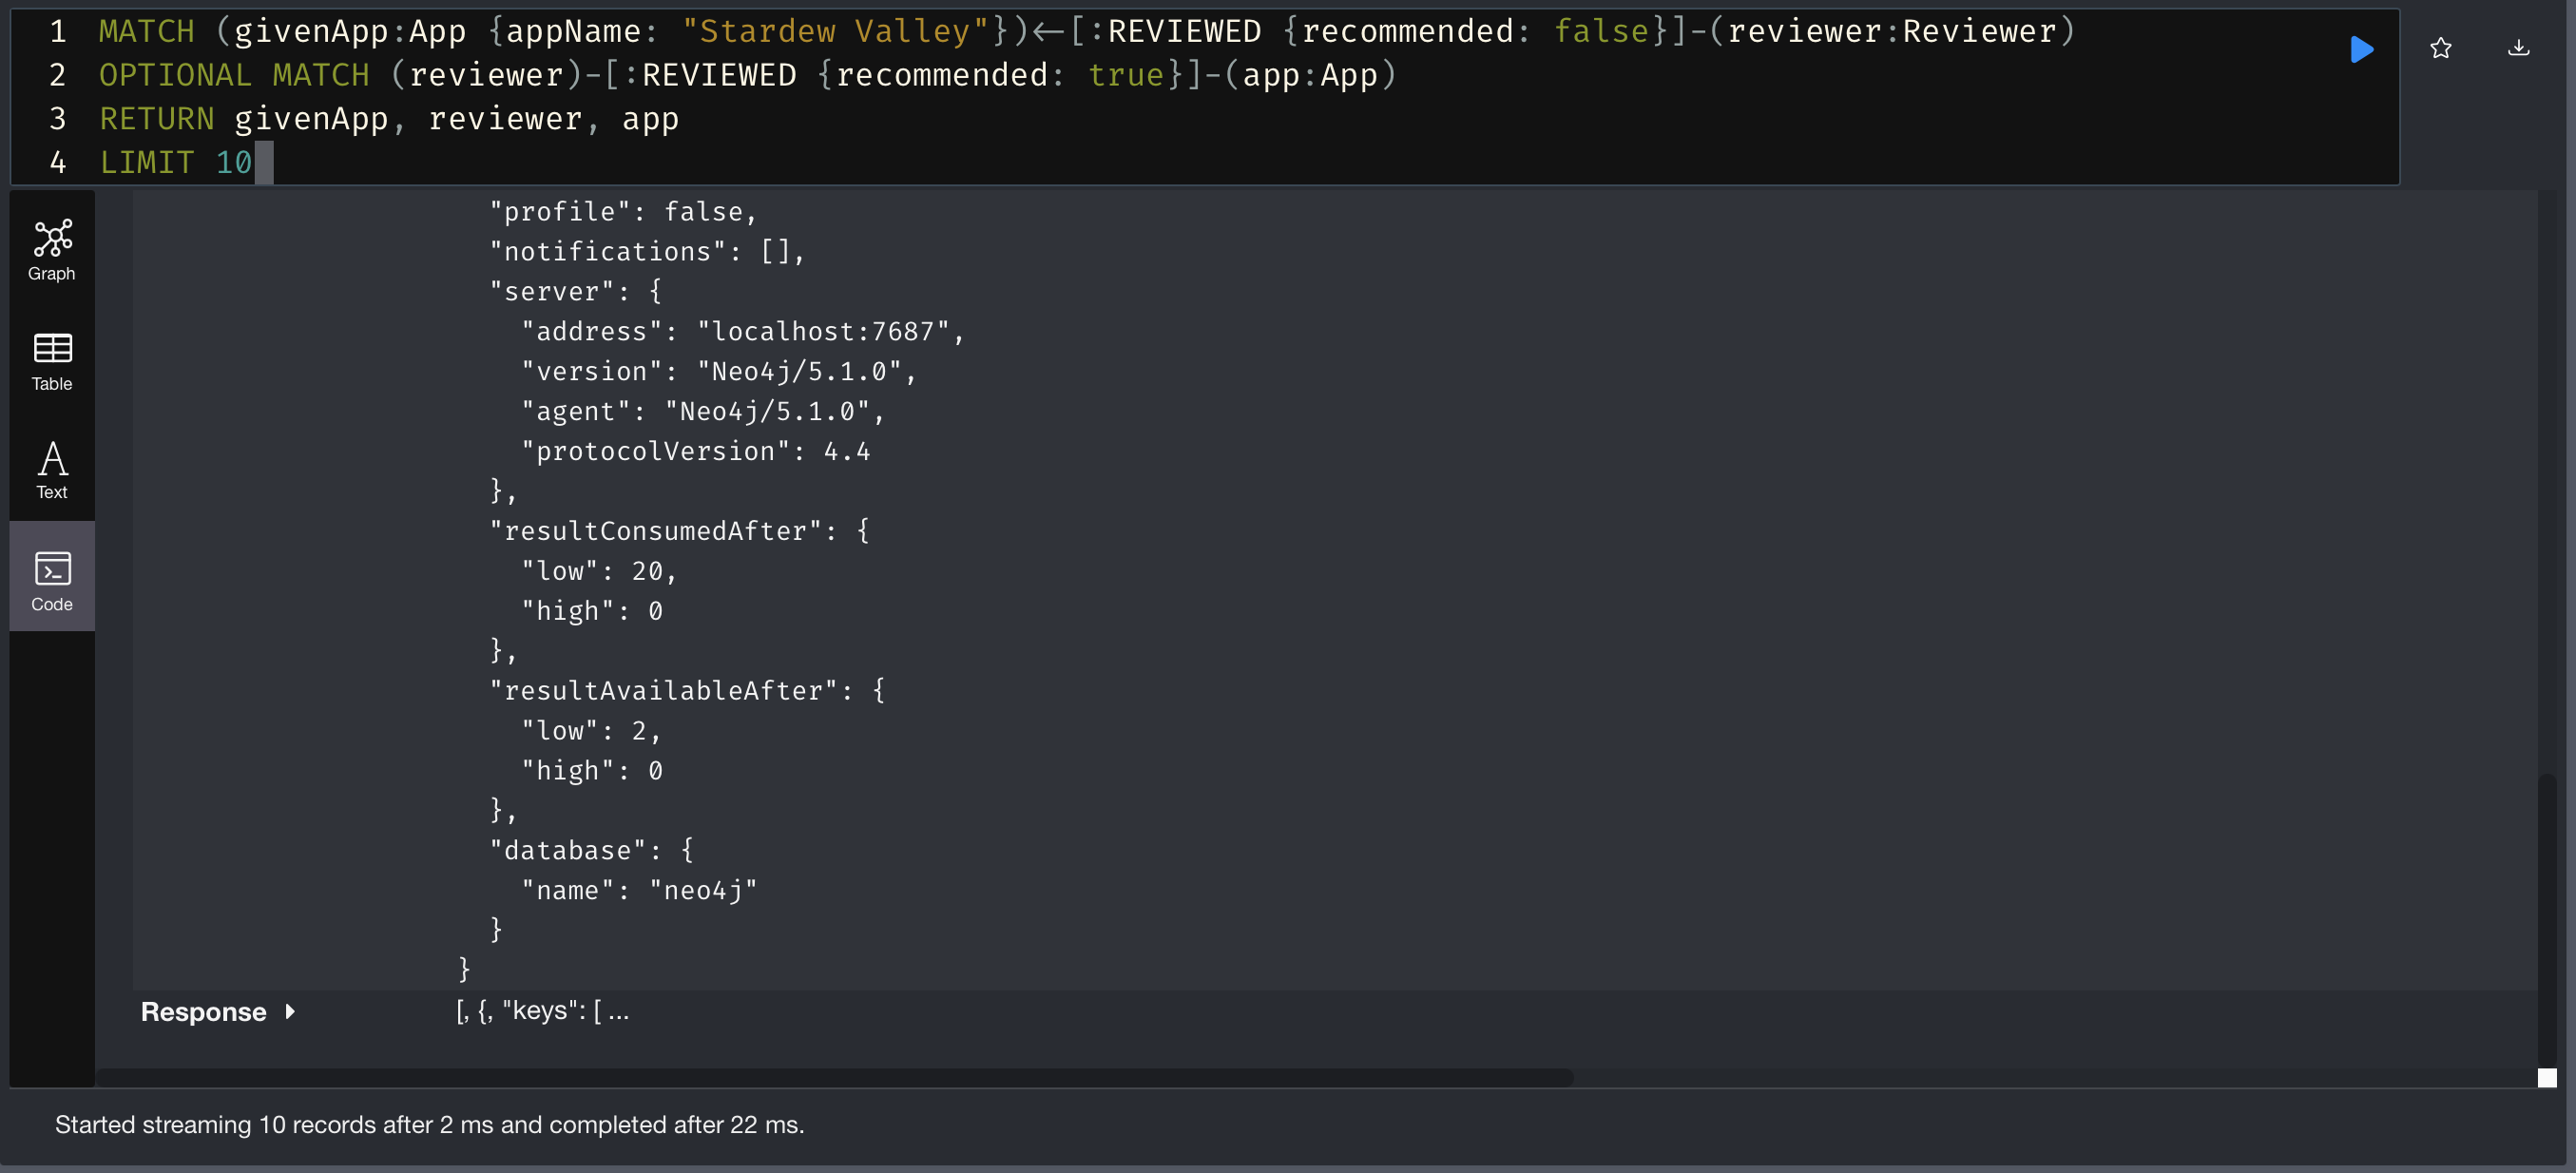 1 MATCH (givenApp:App {appName: "Stardew Valley"})<-[:REVIEWED {recommended: false}]-(reviewer:Reviewer)
2 OPTIONAL MATCH (reviewer)-[:REVIEWED {recommended: true}]-(app:App)
3 RETURN givenApp, reviewer, app
4 LIMIT 10
Graph
Table
Text
Code
"profile": false,
"notifications": [],
"server": {
"address": "localhost:7687",
"version": "Neo4j/5.1.0",
"agent": "Neo4j/5.1.0",
"protocolVersion": 4.4
},
"resultConsumedAfter": {
"low": 20,
"high": 0
},
"resultAvailableAfter": {
"low": 2,
"high": 0
},
"database": {
"name": "neo4j"
}
}
Response [, {, "keys": [ ...
Started streaming 10 records after 2 ms and completed after 22 ms.